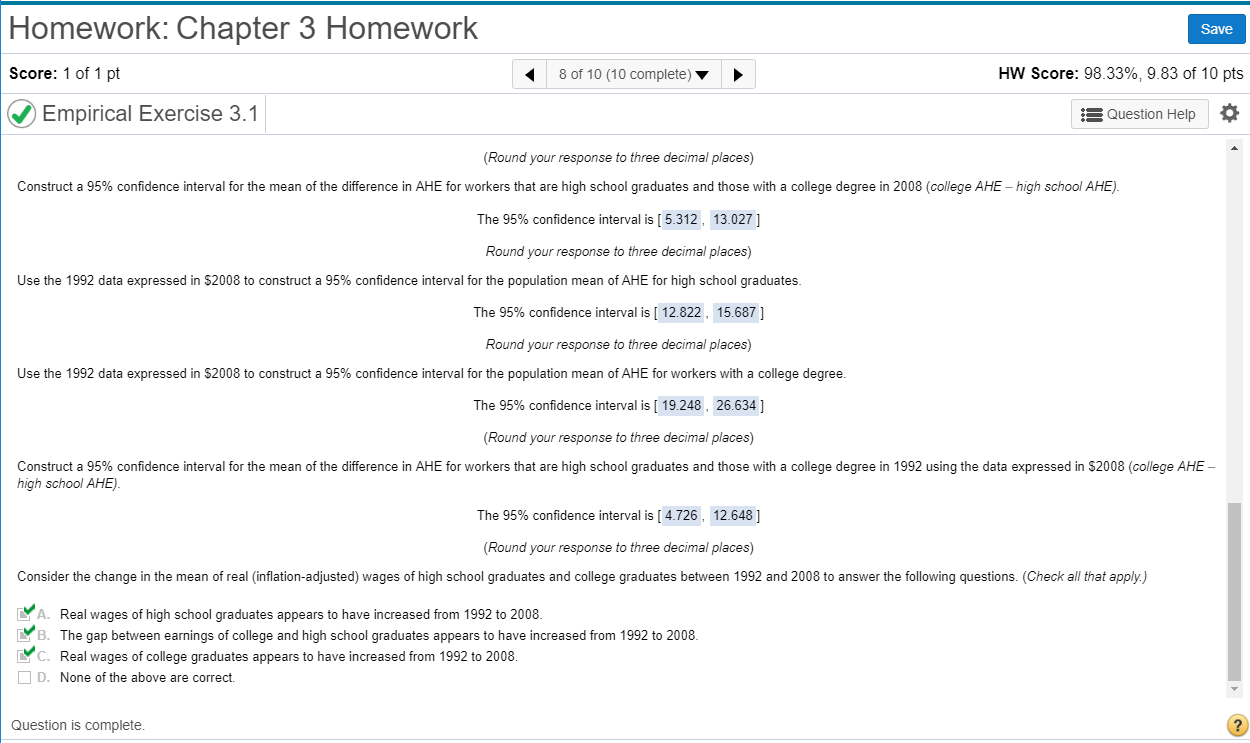 Homework: Chapter 3 Homework
Save
Score: 1 of 1 pt
8 of 10 (10 complete)
HW Score: 98.33%, 9.83 of 10 pts
Empirical Exercise 3.1
Question Help
(Round your response to three decimal places)
Construct a 95% confidence interval for the mean of the difference in AHE for workers that are high school graduates and those with a college degree in 2008 (college AHE – high school AHE).
The 95% confidence interval is [ 5.312 , 13.027 ]
Round your response to three decimal places)
Use the 1992 data expressed in $2008 to construct a 95% confidence interval for the population mean of AHE for high school graduates.
The 95% confidence interval is [ 12.822 , 15.687 ]
Round your response to three decimal places)
Use the 1992 data expressed in $2008 to construct a 95% confidence interval for the population mean of AHE for workers with a college degree.
The 95% confidence interval is [ 19.248 , 26.634 ]
(Round your response to three decimal places)
Construct a 95% confidence interval for the mean of the difference in AHE for workers that are high school graduates and those with a college degree in 1992 using the data expressed in $2008 (college AHE –
high school AHE).
The 95% confidence interval is [ 4.726 , 12.648 ]
(Round your response to three decimal places)
Consider the change in the mean of real (inflation-adjusted) wages of high school graduates and college graduates between 1992 and 2008 to answer the following questions. (Check all that apply.)
A. Real wages of high school graduates appears to have increased from 1992 to 2008.
B. The gap between earnings of college and high school graduates appears to have increased from 1992 to 2008.
C. Real wages of college graduates appears to have increased from 1992 to 2008.
D. None of the above are correct.
Question is complete.
?